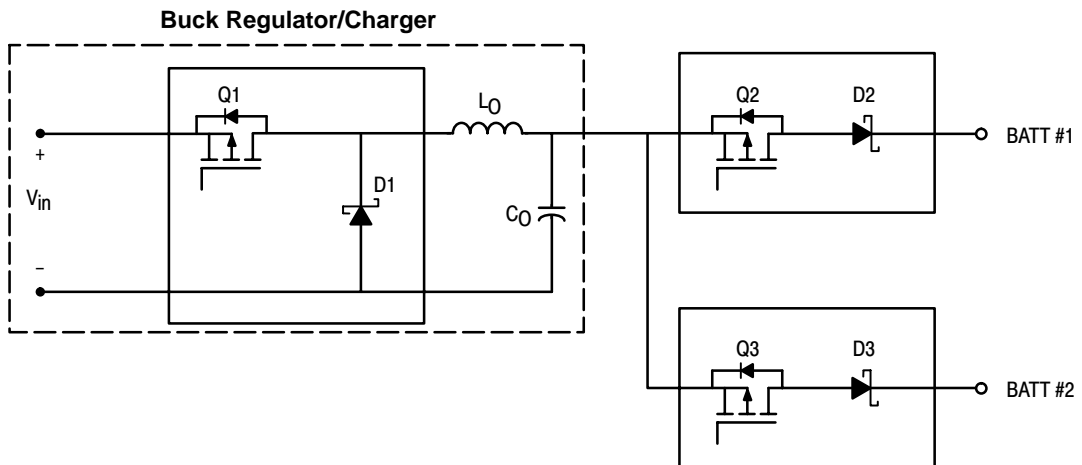 Buck Regulator/Charger
Q1
LO
Q2
D2
BATT #1
+
Vin
D1
CO
–
Q3
D3
BATT #2